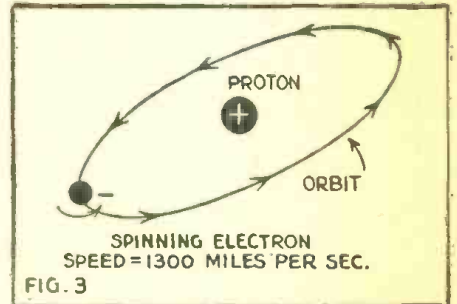 PROTON
+
-
ORBIT
SPINNING ELECTRON
SPEED=1300 MILES PER SEC.
FIG. 3